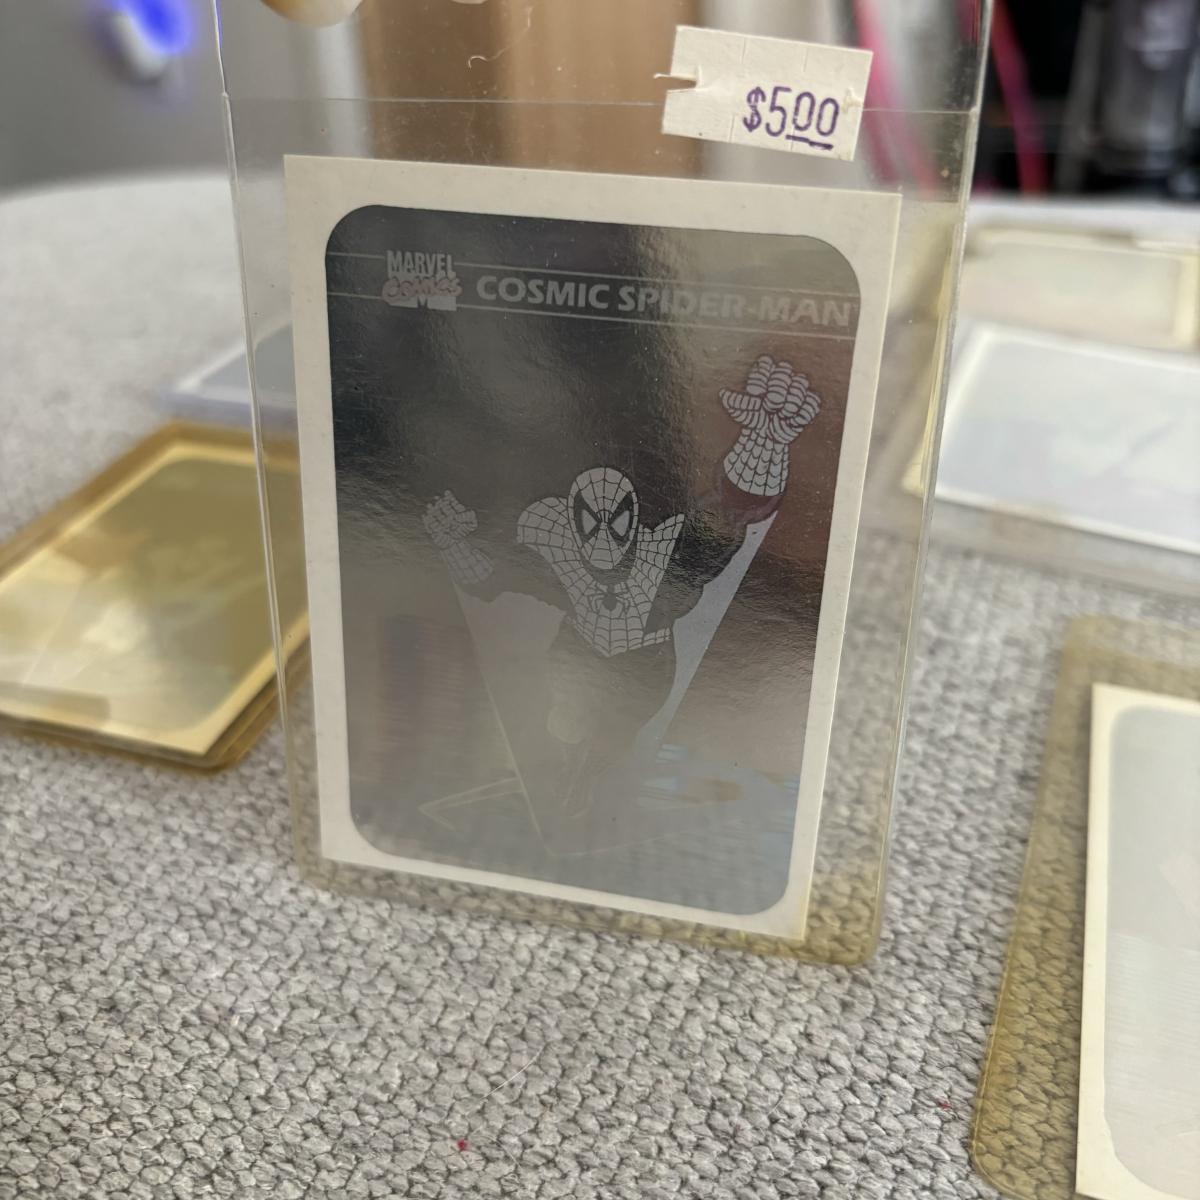 $5.00
MARVEL
COMICS
COSMIC SPIDER-MAN